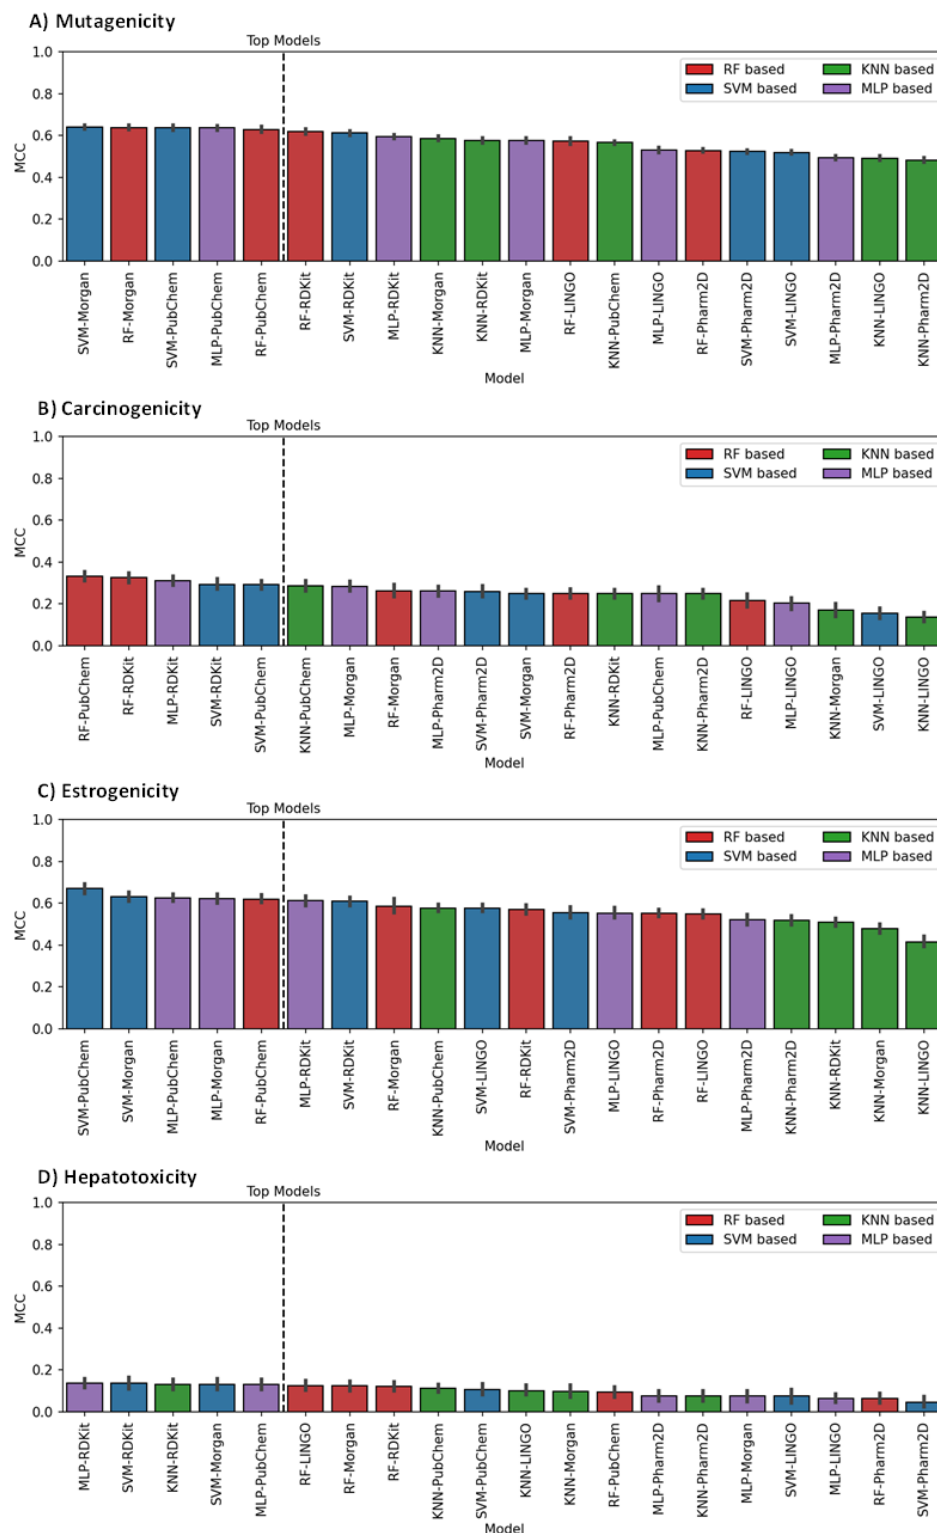 A) Mutagenicity
Top Models
1.0
0.8
0.6
0.4
0.2
0.0
MCC
RF based
KNN based
SVM based
MLP based
SVM-Morgan
RF-Morgan
SVM-PubChem
MLP-PubChem
RF-PubChem
RF-RDKit
SVM-RDKit
MLP-RDKit
KNN-Morgan
KNN-RDKit
MLP-Morgan
RF-LINGO
KNN-PubChem
MLP-LINGO
RF-Pharm2D
SVM-Pharm2D
SVM-LINGO
MLP-Pharm2D
KNN-LINGO
KNN-Pharm2D
Model
B) Carcinogenicity
Top Models
1.0
0.8
0.6
0.4
0.2
0.0
MCC
RF based
KNN based
SVM based
MLP based
RF-PubChem
RF-RDKit
MLP-RDKit
SVM-RDKit
SVM-PubChem
KNN-PubChem
MLP-Morgan
RF-Morgan
MLP-Pharm2D
SVM-Pharm2D
SVM-Morgan
RF-Pharm2D
KNN-RDKit
MLP-PubChem
KNN-Pharm2D
RF-LINGO
MLP-LINGO
KNN-Morgan
SVM-LINGO
KNN-LINGO
Model
C) Estrogenicity
Top Models
1.0
0.8
0.6
0.4
0.2
0.0
MCC
RF based
KNN based
SVM based
MLP based
SVM-PubChem
SVM-Morgan
MLP-PubChem
MLP-Morgan
RF-PubChem
MLP-RDKit
SVM-RDKit
RF-Morgan
KNN-PubChem
SVM-LINGO
RF-RDKit
SVM-Pharm2D
MLP-LINGO
RF-Pharm2D
RF-LINGO
MLP-Pharm2D
KNN-Pharm2D
KNN-RDKit
KNN-Morgan
KNN-LINGO
Model
D) Hepatotoxicity
Top Models
1.0
0.8
0.6
0.4
0.2
0.0
MCC
RF based
KNN based
SVM based
MLP based
MLP-RDKit
SVM-RDKit
KNN-RDKit
SVM-Morgan
MLP-PubChem
RF-LINGO
RF-Morgan
RF-RDKit
KNN-PubChem
SVM-PubChem
KNN-LINGO
KNN-Morgan
RF-PubChem
MLP-Pharm2D
KNN-Pharm2D
MLP-Morgan
SVM-LINGO
MLP-LINGO
RF-Pharm2D
SVM-Pharm2D
Model